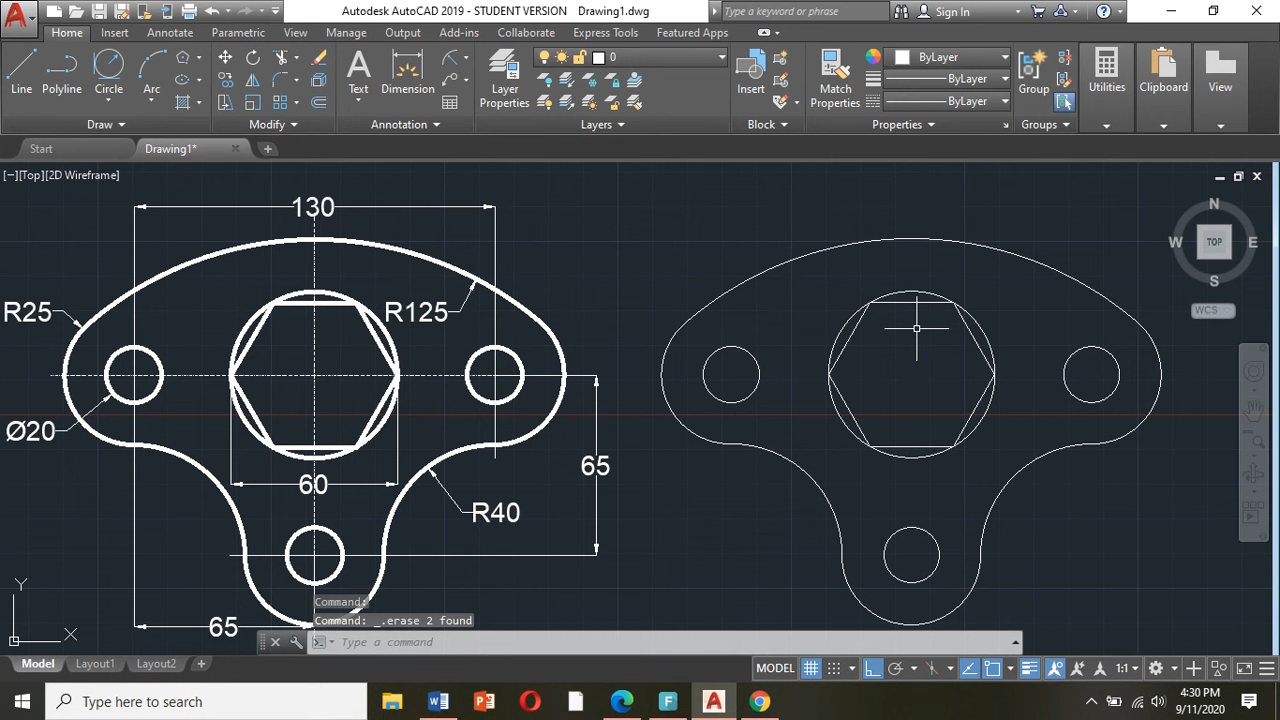 Autodesk AutoCAD 2019 - STUDENT VERSION Drawing1.dwg
Type a keyword or phrase
Sign In
Home Insert Annotate Parametric View Manage Output Add-ins Collaborate Express Tools Featured Apps
Line Polyline Circle Arc
Text Dimension
Layer Properties
0
Insert
Match Properties
ByLayer
ByLayer
ByLayer
Group
Utilities
Clipboard
View
Draw Modify Annotation Layers Block Properties Groups
Start Drawing1*
[−][Top][2D Wireframe]
N
W TOP E
S
WCS
130
R25
R125
Ø20
60
65
R40
65
Y
X
Command:
Command: _.erase 2 found
Type a command
Model Layout1 Layout2
MODEL
1:1
Type here to search
4:30 PM
9/11/2020